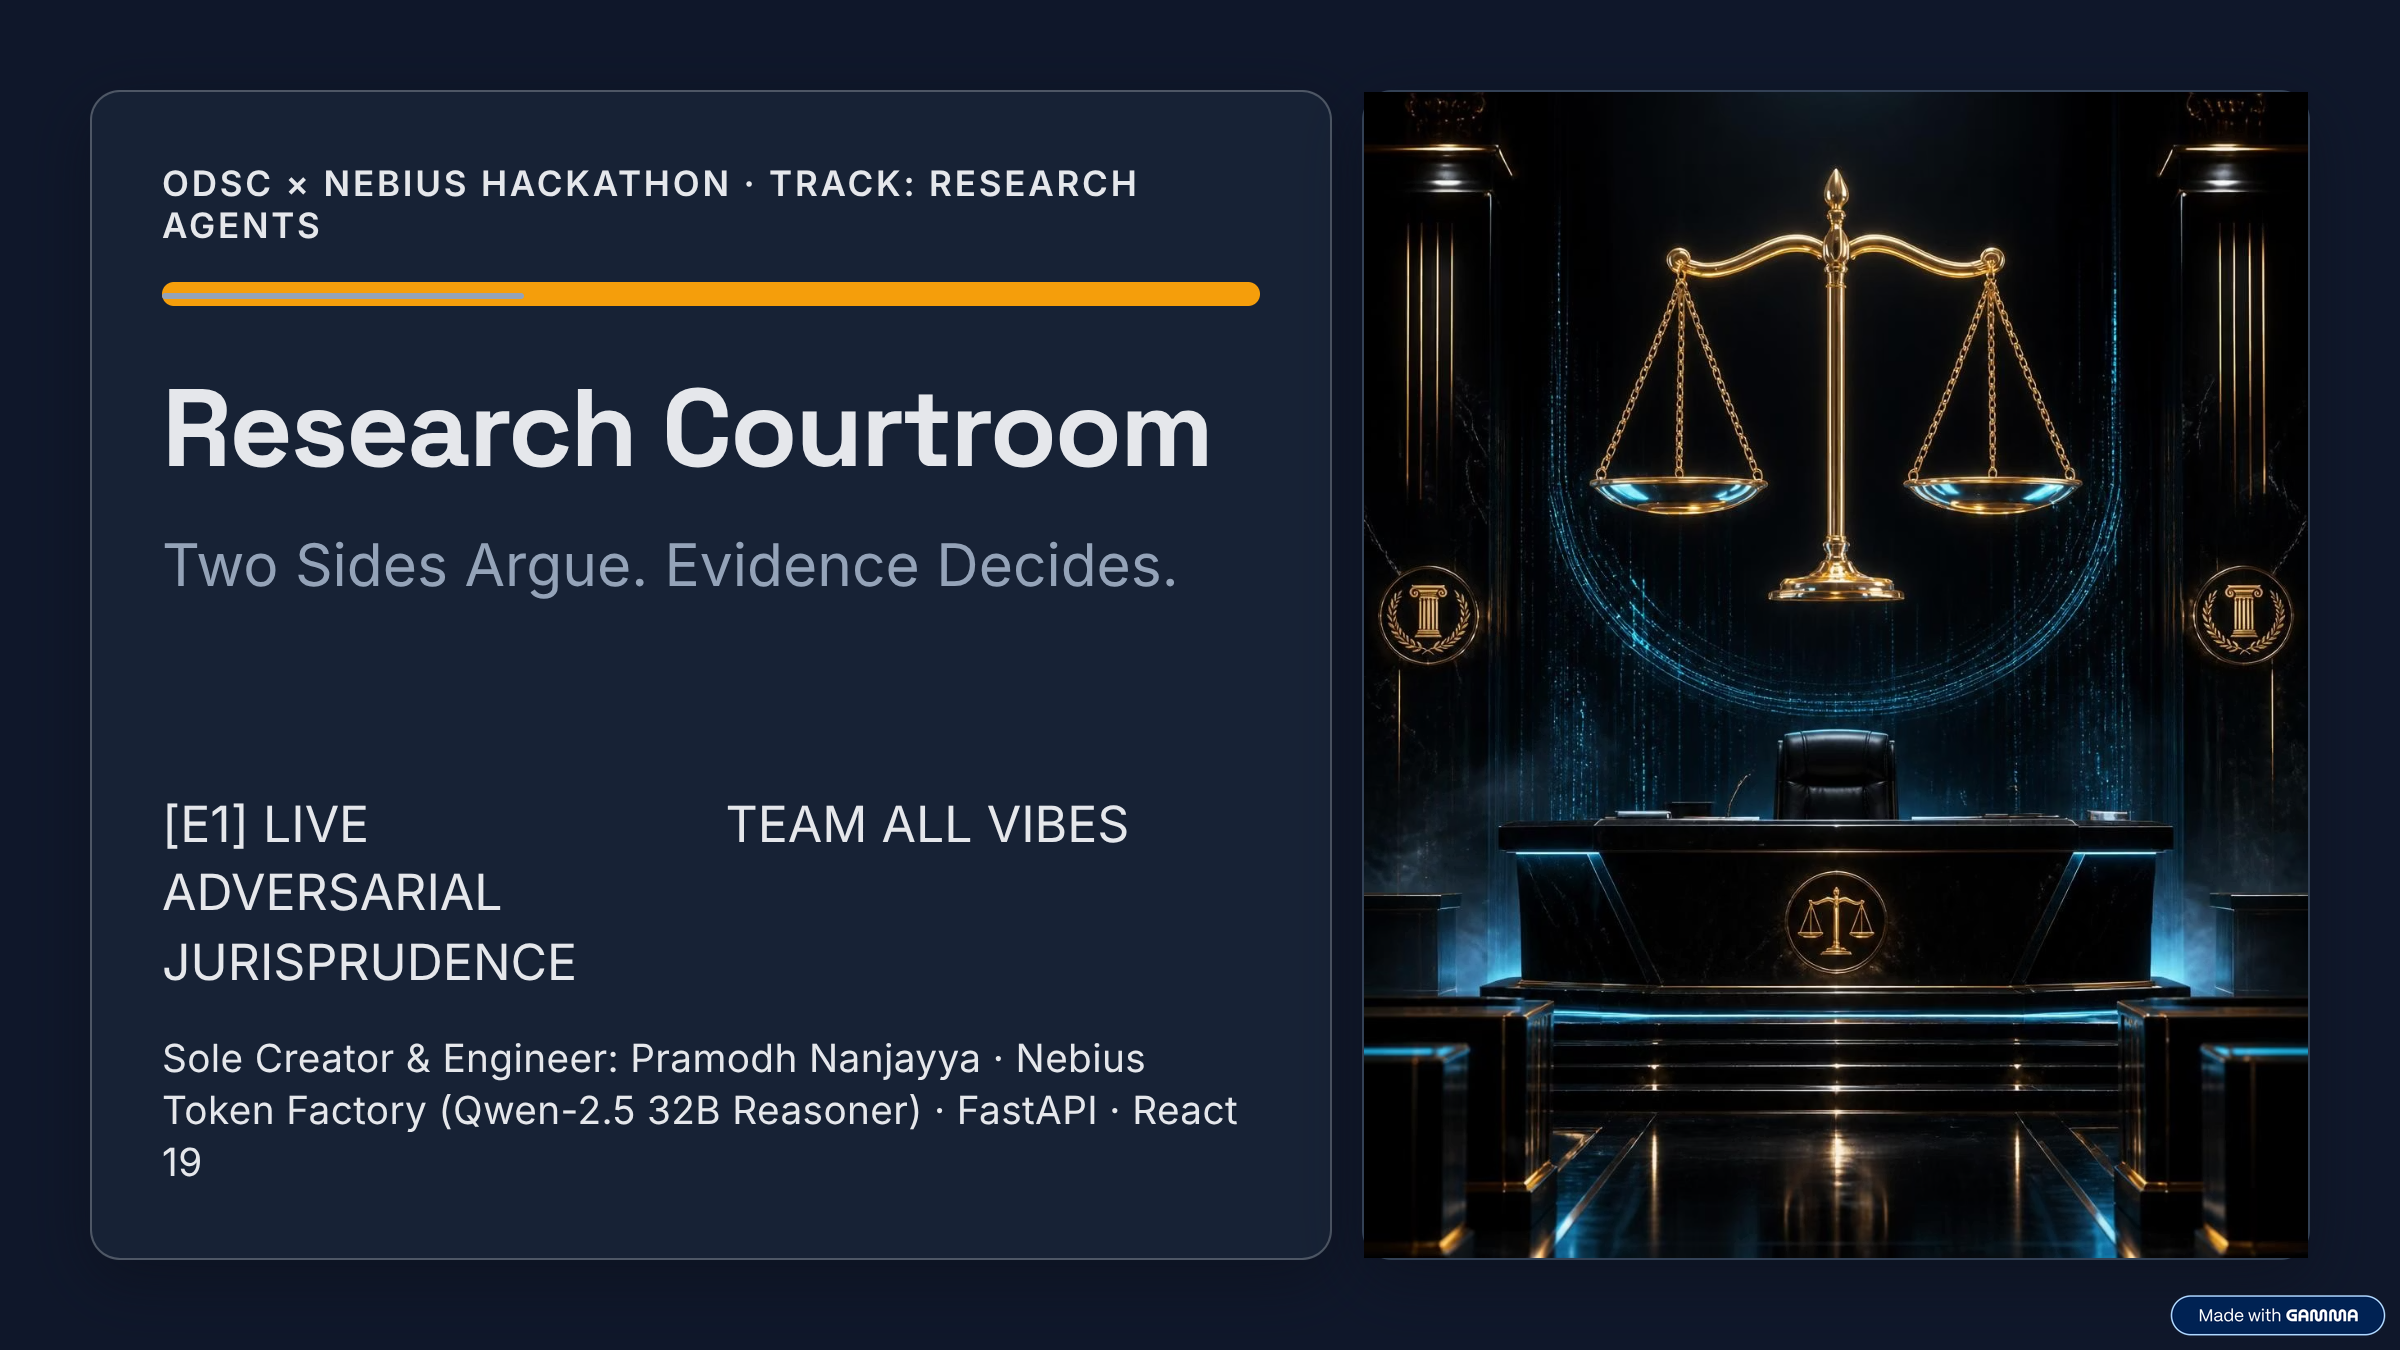 ODSC × NEBIUS HACKATHON · TRACK: RESEARCH
AGENTS
Research Courtroom
Two Sides Argue. Evidence Decides.
[E1] LIVE
ADVERSARIAL
JURISPRUDENCE
TEAM ALL VIBES
Sole Creator & Engineer: Pramodh Nanjayya · Nebius
Token Factory (Qwen-2.5 32B Reasoner) · FastAPI · React
19
Made with GAMMA